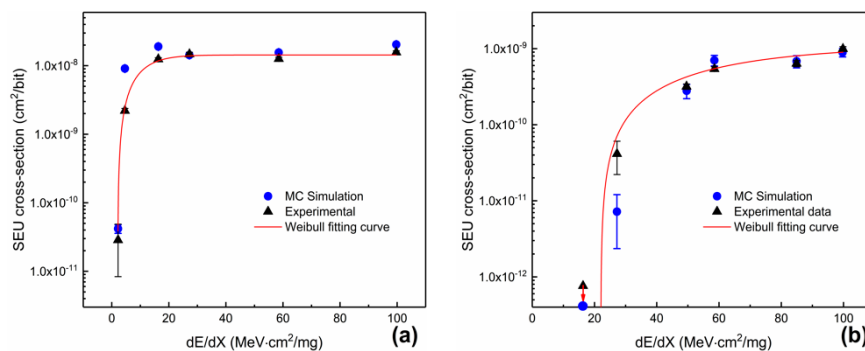 SEU cross-section (cm²/bit)
1.0x10⁻⁸
1.0x10⁻⁹
1.0x10⁻¹⁰
1.0x10⁻¹¹
MC Simulation
Experimental
Weibull fitting curve
0 20 40 60 80 100
dE/dX (MeV·cm²/mg)
(a)
SEU cross-section (cm²/bit)
1.0x10⁻⁹
1.0x10⁻¹⁰
1.0x10⁻¹¹
1.0x10⁻¹²
MC Simulation
Experimental data
Weibull fitting curve
0 20 40 60 80 100
dE/dX (MeV·cm²/mg)
(b)